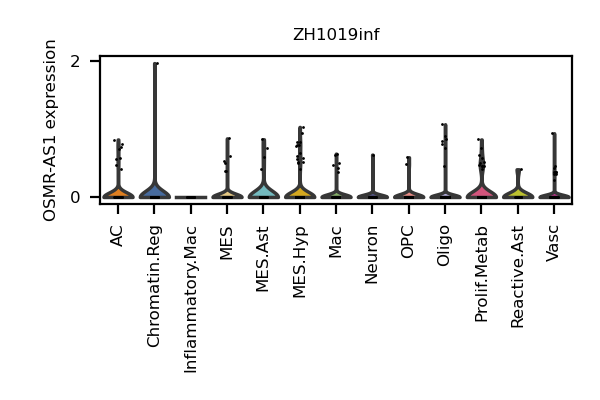 ZH1019inf
OSMR-AS1 expression
2
0
AC
Chromatin.Reg
Inflammatory.Mac
MES
MES.Ast
MES.Hyp
Mac
Neuron
OPC
Oligo
Prolif.Metab
Reactive.Ast
Vasc